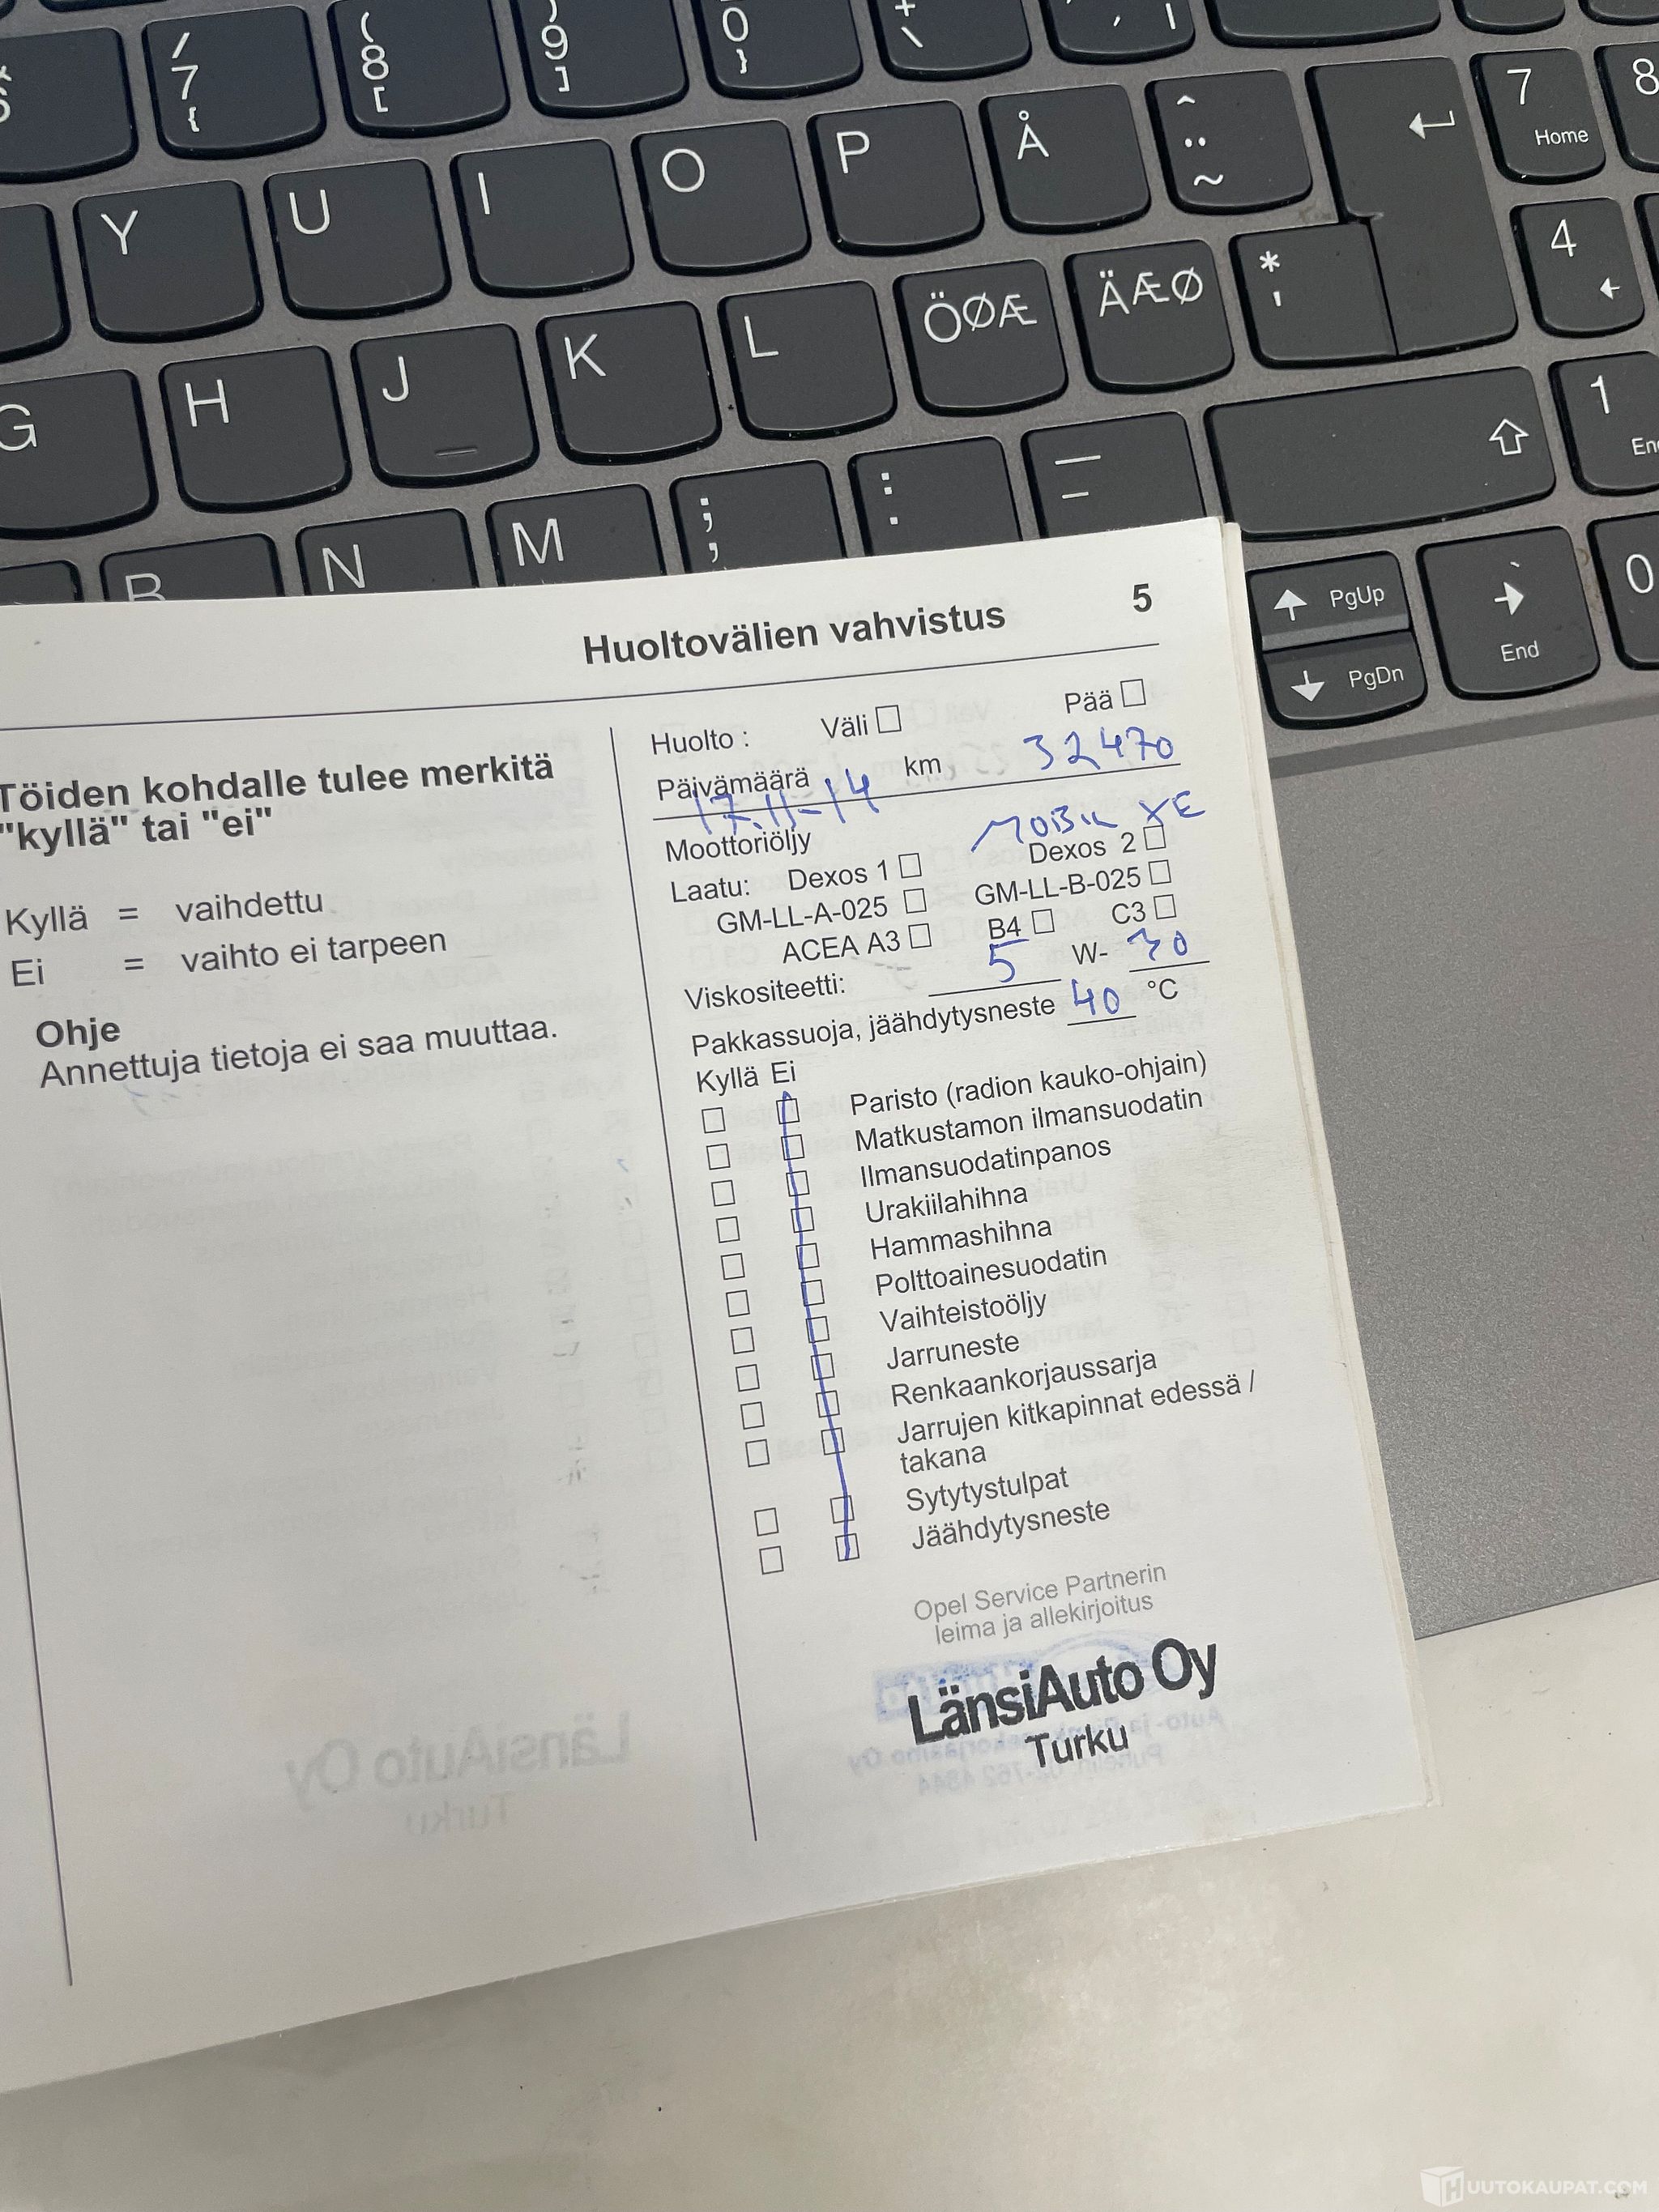 /
7
{
(
8
[
)
9
]
0
}
+
\
7
Home
8
Y
U
I
O
P
Å
^
¨
~
4
G
H
J
K
L
ÖØÆ
ÄÆØ
*
'
1
B
N
M
;
,
:
.
—
-
0
PgUp
PgDn
End
Huoltovälien vahvistus 5
Töiden kohdalle tulee merkitä
"kyllä" tai "ei"
Kyllä = vaihdettu
Ei = vaihto ei tarpeen
Ohje
Annettuja tietoja ei saa muuttaa.
Huolto : Väli □ Pää □
Päivämäärä 17.11-14 km 32470
Moottoriöljy MOBIL XE
Laatu: Dexos 1 □ Dexos 2 □
GM-LL-A-025 □ GM-LL-B-025 □
ACEA A3 □ B4 □ C3 □
Viskositeetti: 5 W- 30
Pakkassuoja, jäähdytysneste 40 °C
Kyllä Ei
□ □ Paristo (radion kauko-ohjain)
□ □ Matkustamon ilmansuodatin
□ □ Ilmansuodatinpanos
□ □ Urakiilahihna
□ □ Hammashihna
□ □ Polttoainesuodatin
□ □ Vaihteistoöljy
□ □ Jarruneste
□ □ Renkaankorjaussarja
□ □ Jarrujen kitkapinnat edessä /
takana
□ □ Sytytystulpat
□ □ Jäähdytysneste
Opel Service Partnerin
leima ja allekirjoitus
LänsiAuto Oy
Turku
HUUTOKAUPAT.COM